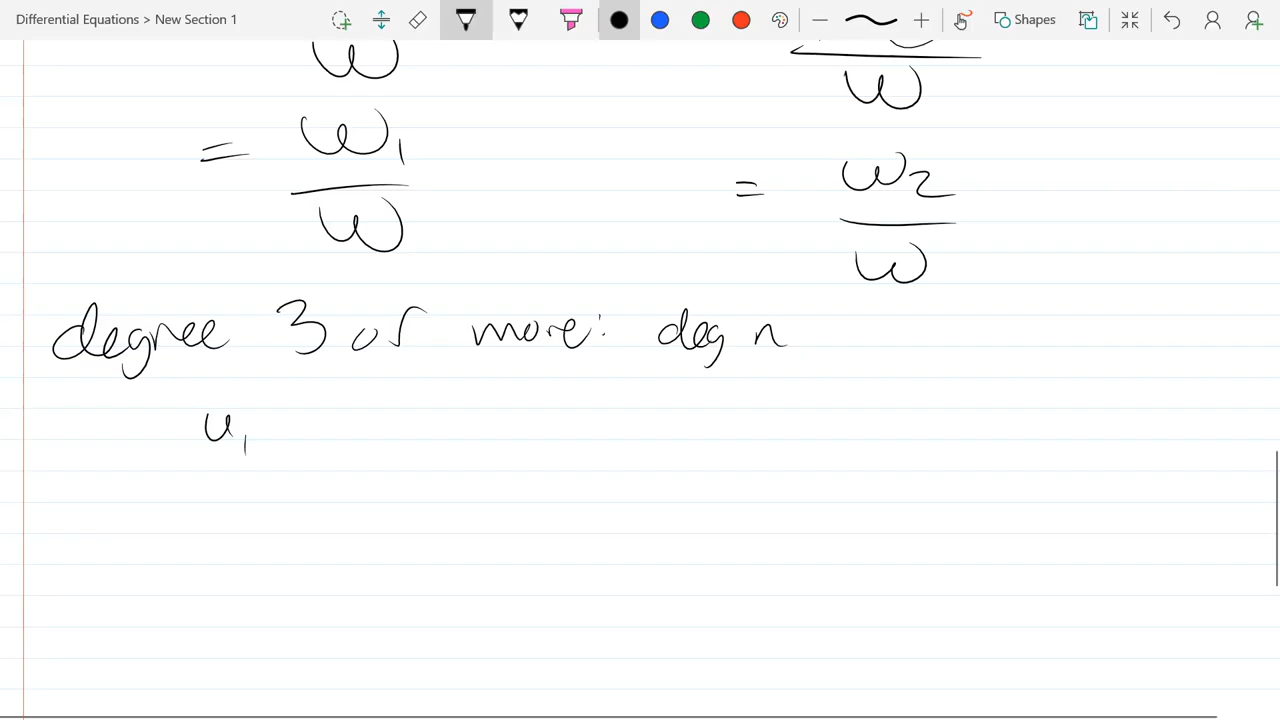 Differential Equations > New Section 1
Shapes
W
W
= W1
W
= W2
W
degree 3 or more: deg n
u1